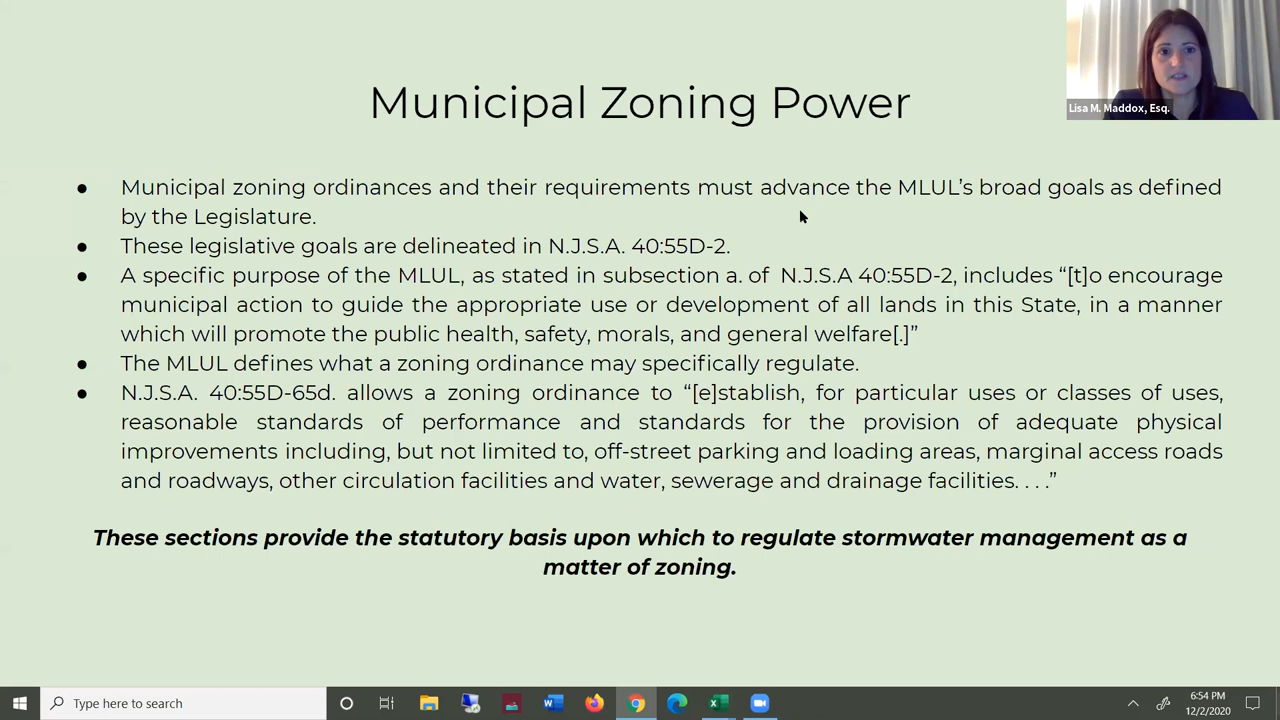 Lisa M. Maddox, Esq.
Municipal Zoning Power
● Municipal zoning ordinances and their requirements must advance the MLUL’s broad goals as defined
by the Legislature.
● These legislative goals are delineated in N.J.S.A. 40:55D-2.
● A specific purpose of the MLUL, as stated in subsection a. of N.J.S.A 40:55D-2, includes “[t]o encourage
municipal action to guide the appropriate use or development of all lands in this State, in a manner
which will promote the public health, safety, morals, and general welfare[.]”
● The MLUL defines what a zoning ordinance may specifically regulate.
● N.J.S.A. 40:55D-65d. allows a zoning ordinance to “[e]stablish, for particular uses or classes of uses,
reasonable standards of performance and standards for the provision of adequate physical
improvements including, but not limited to, off-street parking and loading areas, marginal access roads
and roadways, other circulation facilities and water, sewerage and drainage facilities. . . .”
These sections provide the statutory basis upon which to regulate stormwater management as a
matter of zoning.
Type here to search
6:54 PM
12/2/2020